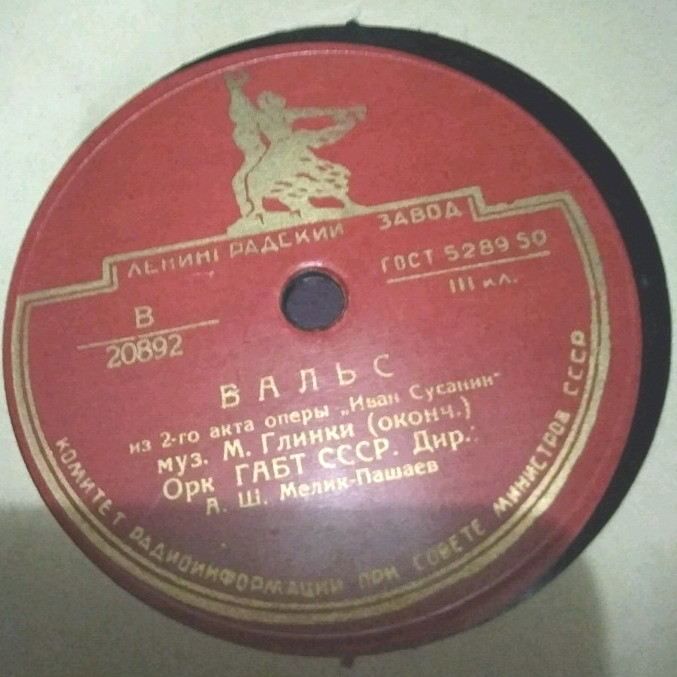 ЛЕНИНГРАДСКИЙ ЗАВОД
ГОСТ 5289 50
III кл.
В
20892
ВАЛЬС
из 2-го акта оперы „Иван Сусанин"
муз. М. Глинки (оконч.)
Орк ГАБТ СССР. Дир.:
А. Ш. Мелик-Пашаев
КОМИТЕТ РАДИОИНФОРМАЦИИ ПРИ СОВЕТЕ МИНИСТРОВ СССР